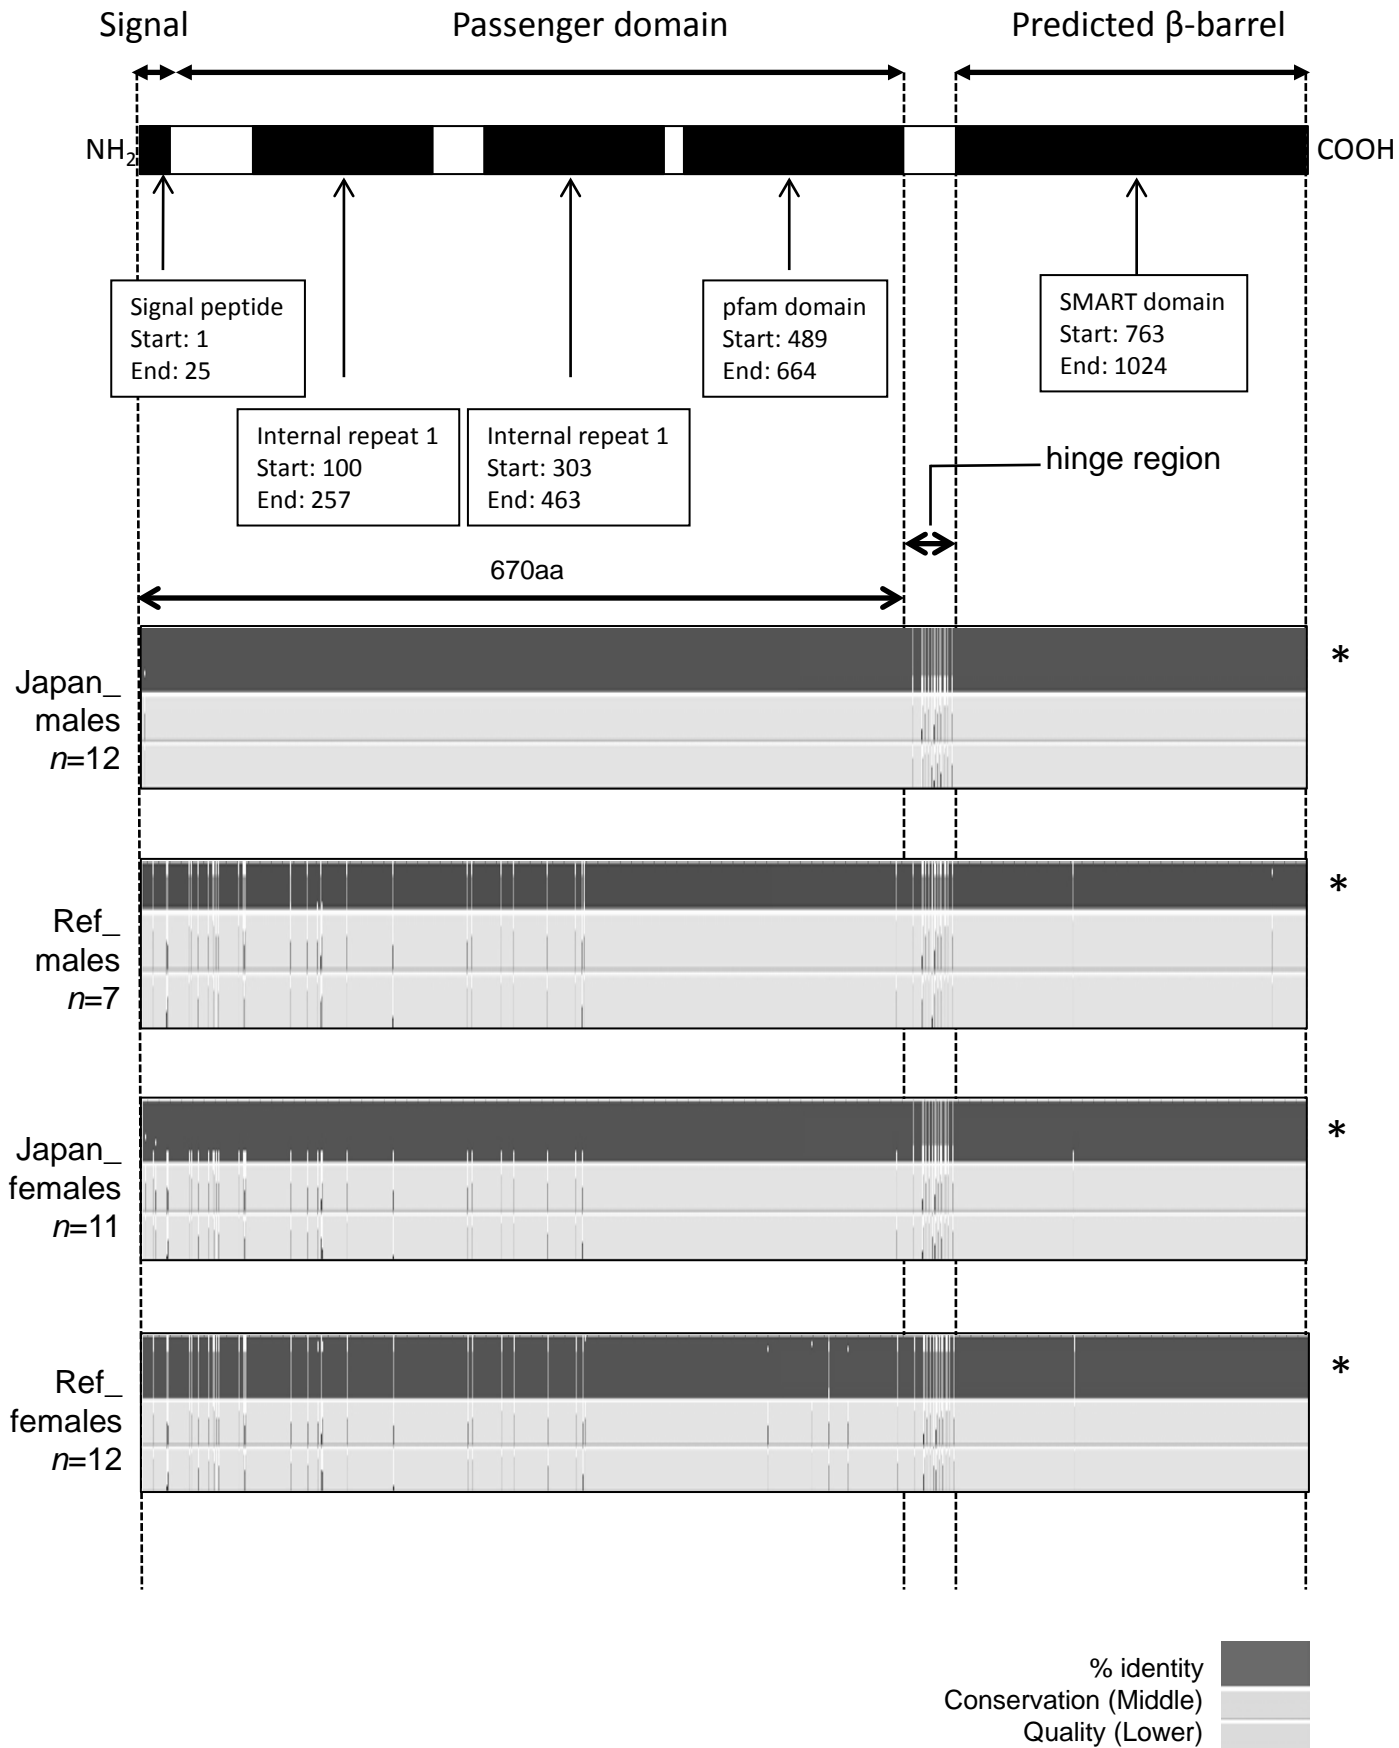 Signal
Passenger domain
Predicted β-barrel
NH2
COOH
Signal peptide
Start: 1
End: 25
pfam domain
Start: 489
End: 664
SMART domain
Start: 763
End: 1024
Internal repeat 1
Start: 100
End: 257
Internal repeat 1
Start: 303
End: 463
hinge region
670aa
Japan_
males
n=12
*
Ref_
males
n=7
*
Japan_
females
n=11
*
Ref_
females
n=12
*
% identity
Conservation (Middle)
Quality (Lower)